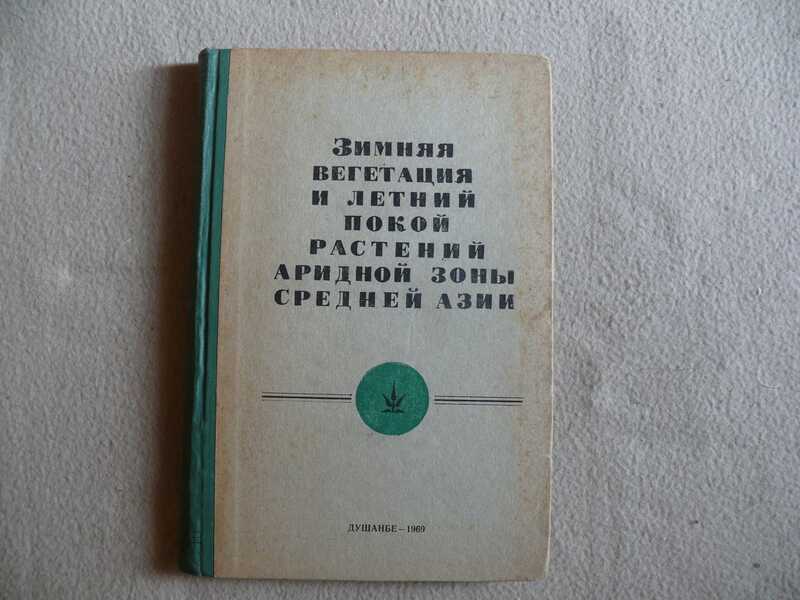 Зимняя
вегетация
и летний
покой
растений
аридной зоны
Средней Азии
ДУШАНБЕ — 1969